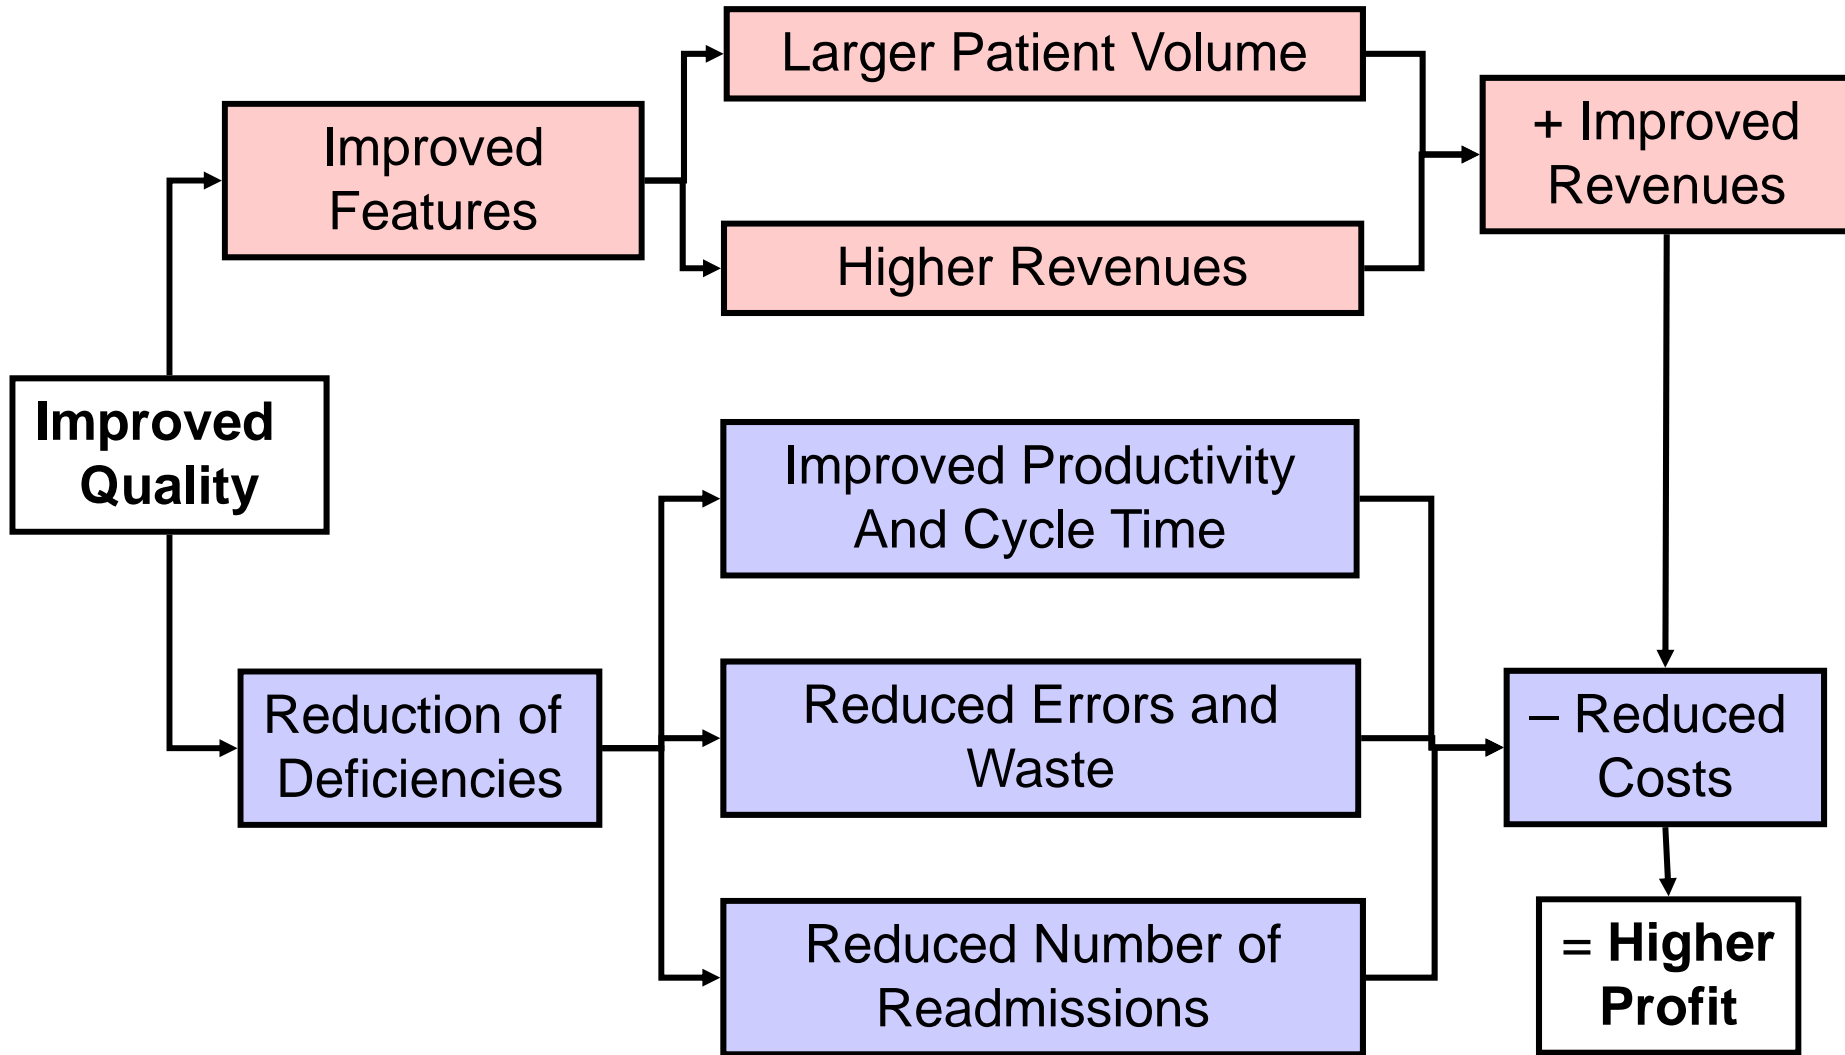 Larger Patient Volume
+ Improved
Revenues
Improved
Features
Higher Revenues
Improved
Quality
Improved Productivity
And Cycle Time
Reduction of
Deficiencies
Reduced Errors and
Waste
– Reduced
Costs
Reduced Number of
Readmissions
= Higher
Profit